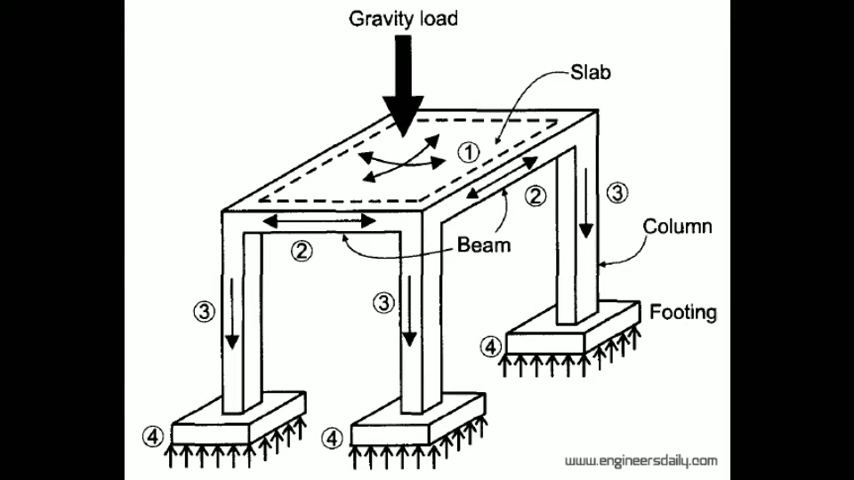 Gravity load
Slab
①
②
③
Column
Beam
②
③
③
Footing
④
④
④
www.engineersdaily.com